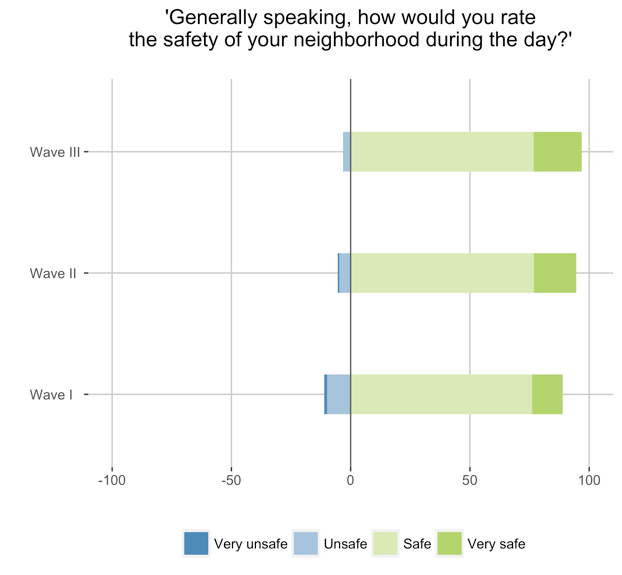 'Generally speaking, how would you rate
the safety of your neighborhood during the day?'
Wave III
Wave II
Wave I
-100 -50 0 50 100
Very unsafe Unsafe Safe Very safe